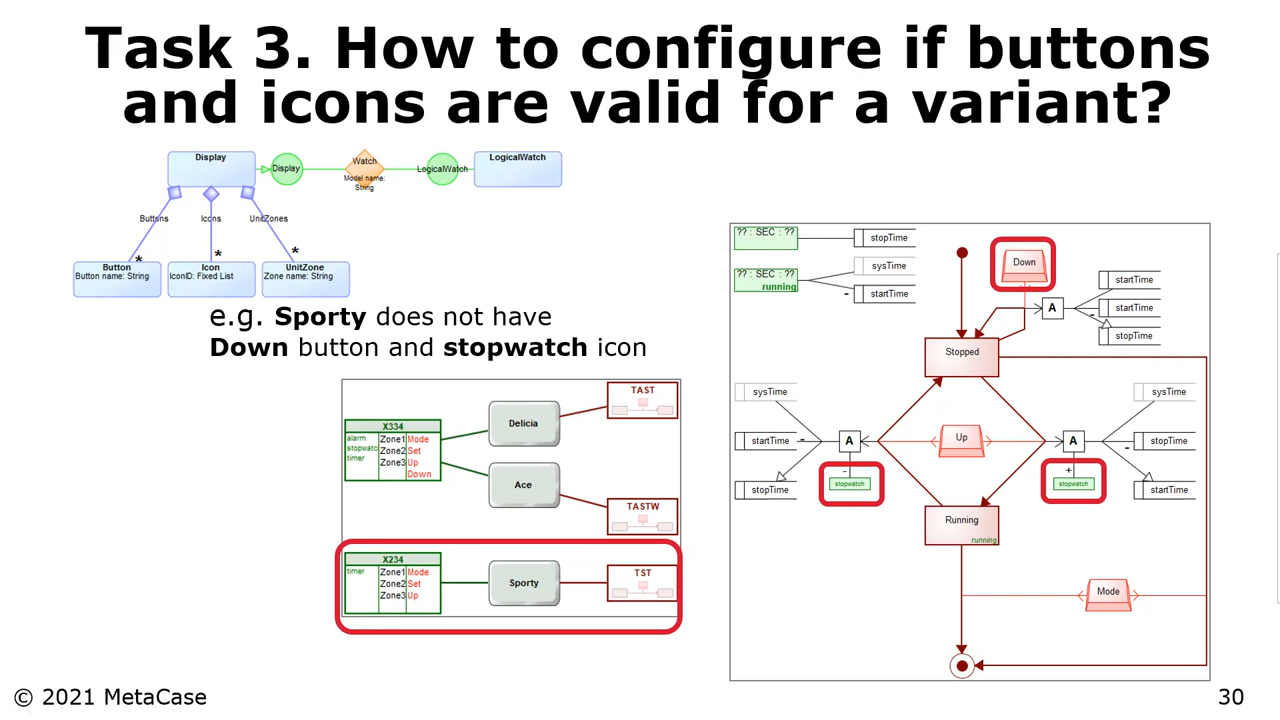 Task 3. How to configure if buttons
and icons are valid for a variant?
Display
Display
Watch
Model name:
String
LogicalWatch
LogicalWatch
Buttons
Icons
UnitZones
*
*
*
Button
Button name: String
Icon
IconID: Fixed List
UnitZone
Zone name: String
e.g. Sporty does not have
Down button and stopwatch icon
X334
alarm
stopwatc
timer
Zone1
Zone2
Zone3
Mode
Set
Up
Down
Delicia
Ace
TAST
TASTW
X234
timer
Zone1
Zone2
Zone3
Mode
Set
Up
Sporty
TST
?? : SEC : ??
stopTime
?? : SEC : ??
running
sysTime
-
startTime
Down
A
startTime
startTime
-
stopTime
Stopped
sysTime
startTime
-
stopTime
A
-
stopwatch
Up
A
+
stopwatch
sysTime
-
stopTime
startTime
Running
running
Mode
© 2021 MetaCase
30